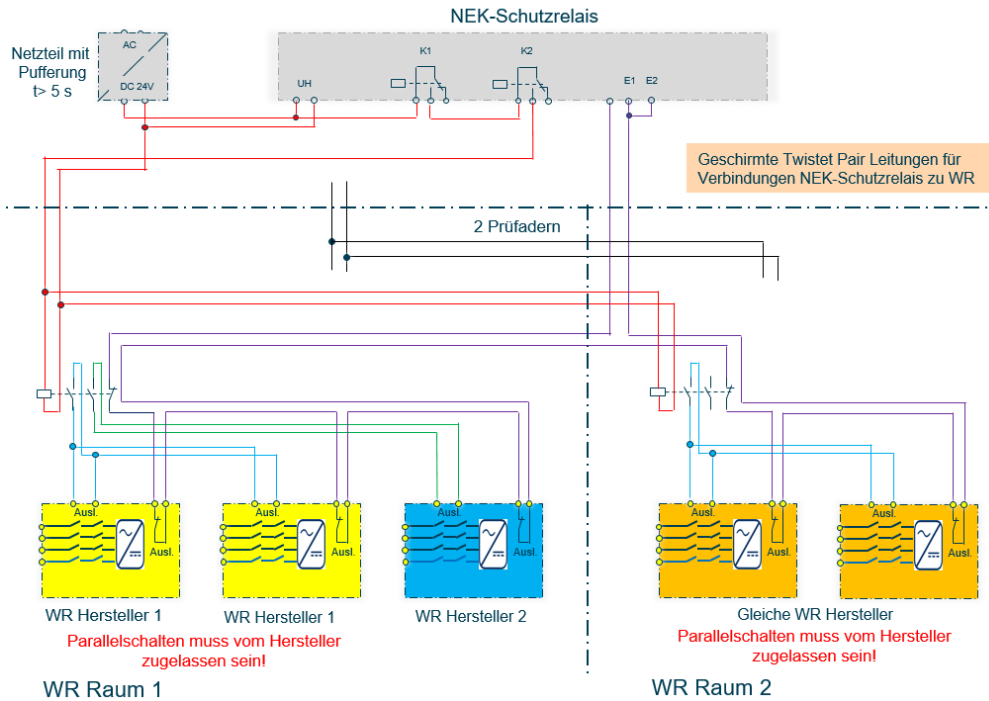 NEK-Schutzrelais
Netzteil mit
Pufferung
t> 5 s
AC
DC 24V
UH
K1
K2
E1
E2
Geschirmte Twistet Pair Leitungen für
Verbindungen NEK-Schutzrelais zu WR
2 Prüfadern
Ausl.
Ausl.
Ausl.
Ausl.
Ausl.
Ausl.
Ausl.
Ausl.
Ausl.
Ausl.
WR Hersteller 1
WR Hersteller 1
WR Hersteller 2
Gleiche WR Hersteller
Parallelschalten muss vom Hersteller
zugelassen sein!
Parallelschalten muss vom Hersteller
zugelassen sein!
WR Raum 1
WR Raum 2